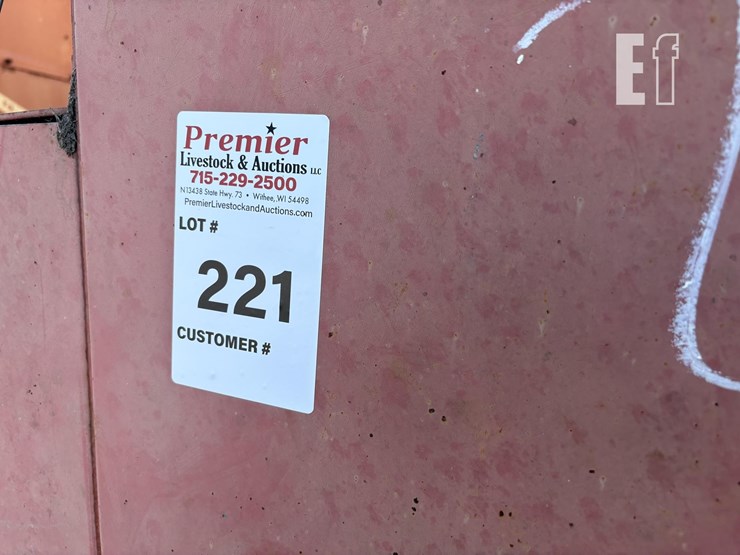 Ef
Premier
Livestock & Auctions LLC
715-229-2500
N13438 State Hwy. 73 • Withee, WI 54498
PremierLivestockandAuctions.com
LOT #
221
CUSTOMER #